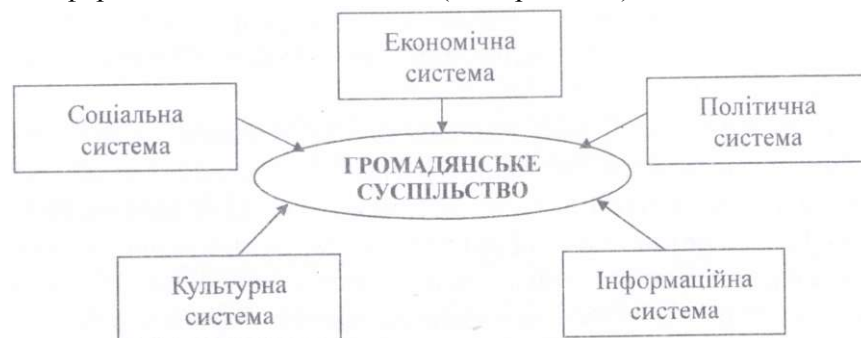 Економічна
система
Соціальна
система
Політична
система
ГРОМАДЯНСЬКЕ
СУСПІЛЬСТВО
Культурна
система
Інформаційна
система